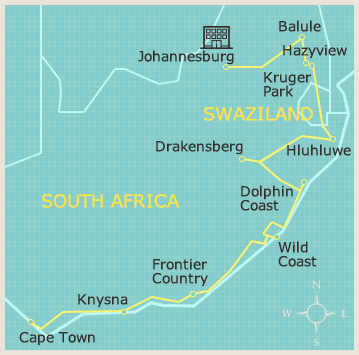 Balule
Johannesburg
Hazyview
Kruger
Park
SWAZILAND
Drakensberg
Hluhluwe
SOUTH AFRICA
Dolphin
Coast
Wild
Coast
Frontier
Country
Knysna
Cape Town
N
W
E
S